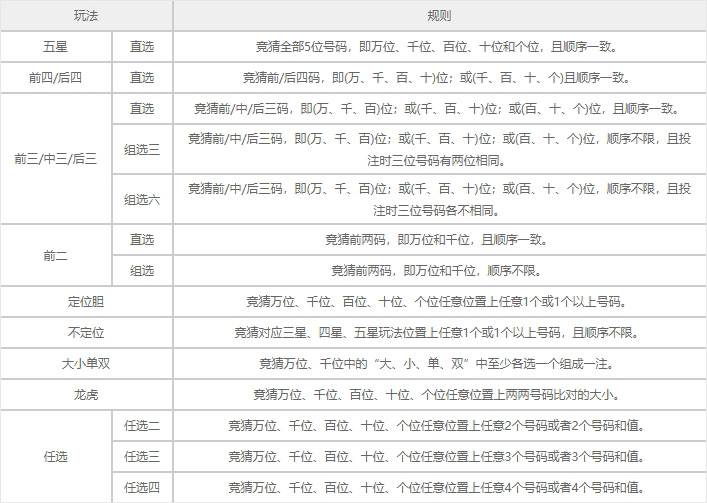 玩法 规则
五星 直选 竞猜全部5位号码，即万位、千位、百位、十位和个位，且顺序一致。
前四/后四 直选 竞猜前/后四码，即(万、千、百、十)位；或(千、百、十、个)且顺序一致。
前三/中三/后三 直选 竞猜前/中/后三码，即(万、千、百)位；或(千、百、十)位；或(百、十、个)位，且顺序一致。
组选三 竞猜前/中/后三码，即(万、千、百)位；或(千、百、十)位；或(百、十、个)位，顺序不限，且投
注时三位号码有两位相同。
组选六 竞猜前/中/后三码，即(万、千、百)位；或(千、百、十)位；或(百、十、个)位，顺序不限，且投
注时三位号码各不相同。
前二 直选 竞猜前两码，即万位和千位，且顺序一致。
组选 竞猜前两码，即万位和千位，顺序不限。
定位胆 竞猜万位、千位、百位、十位、个位任意位置上任意1个或1个以上号码。
不定位 竞猜对应三星、四星、五星玩法位置上任意1个或1个以上号码，且顺序不限。
大小单双 竞猜万位、千位中的“大、小、单、双”中至少各选一个组成一注。
龙虎 竞猜万位、千位、百位、十位、个位任意位置上两两号码比对的大小。
任选 任选二 竞猜万位、千位、百位、十位、个位任意位置上任意2个号码或者2个号码和值。
任选三 竞猜万位、千位、百位、十位、个位任意位置上任意3个号码或者3个号码和值。
任选四 竞猜万位、千位、百位、十位、个位任意位置上任意4个号码或者4个号码和值。